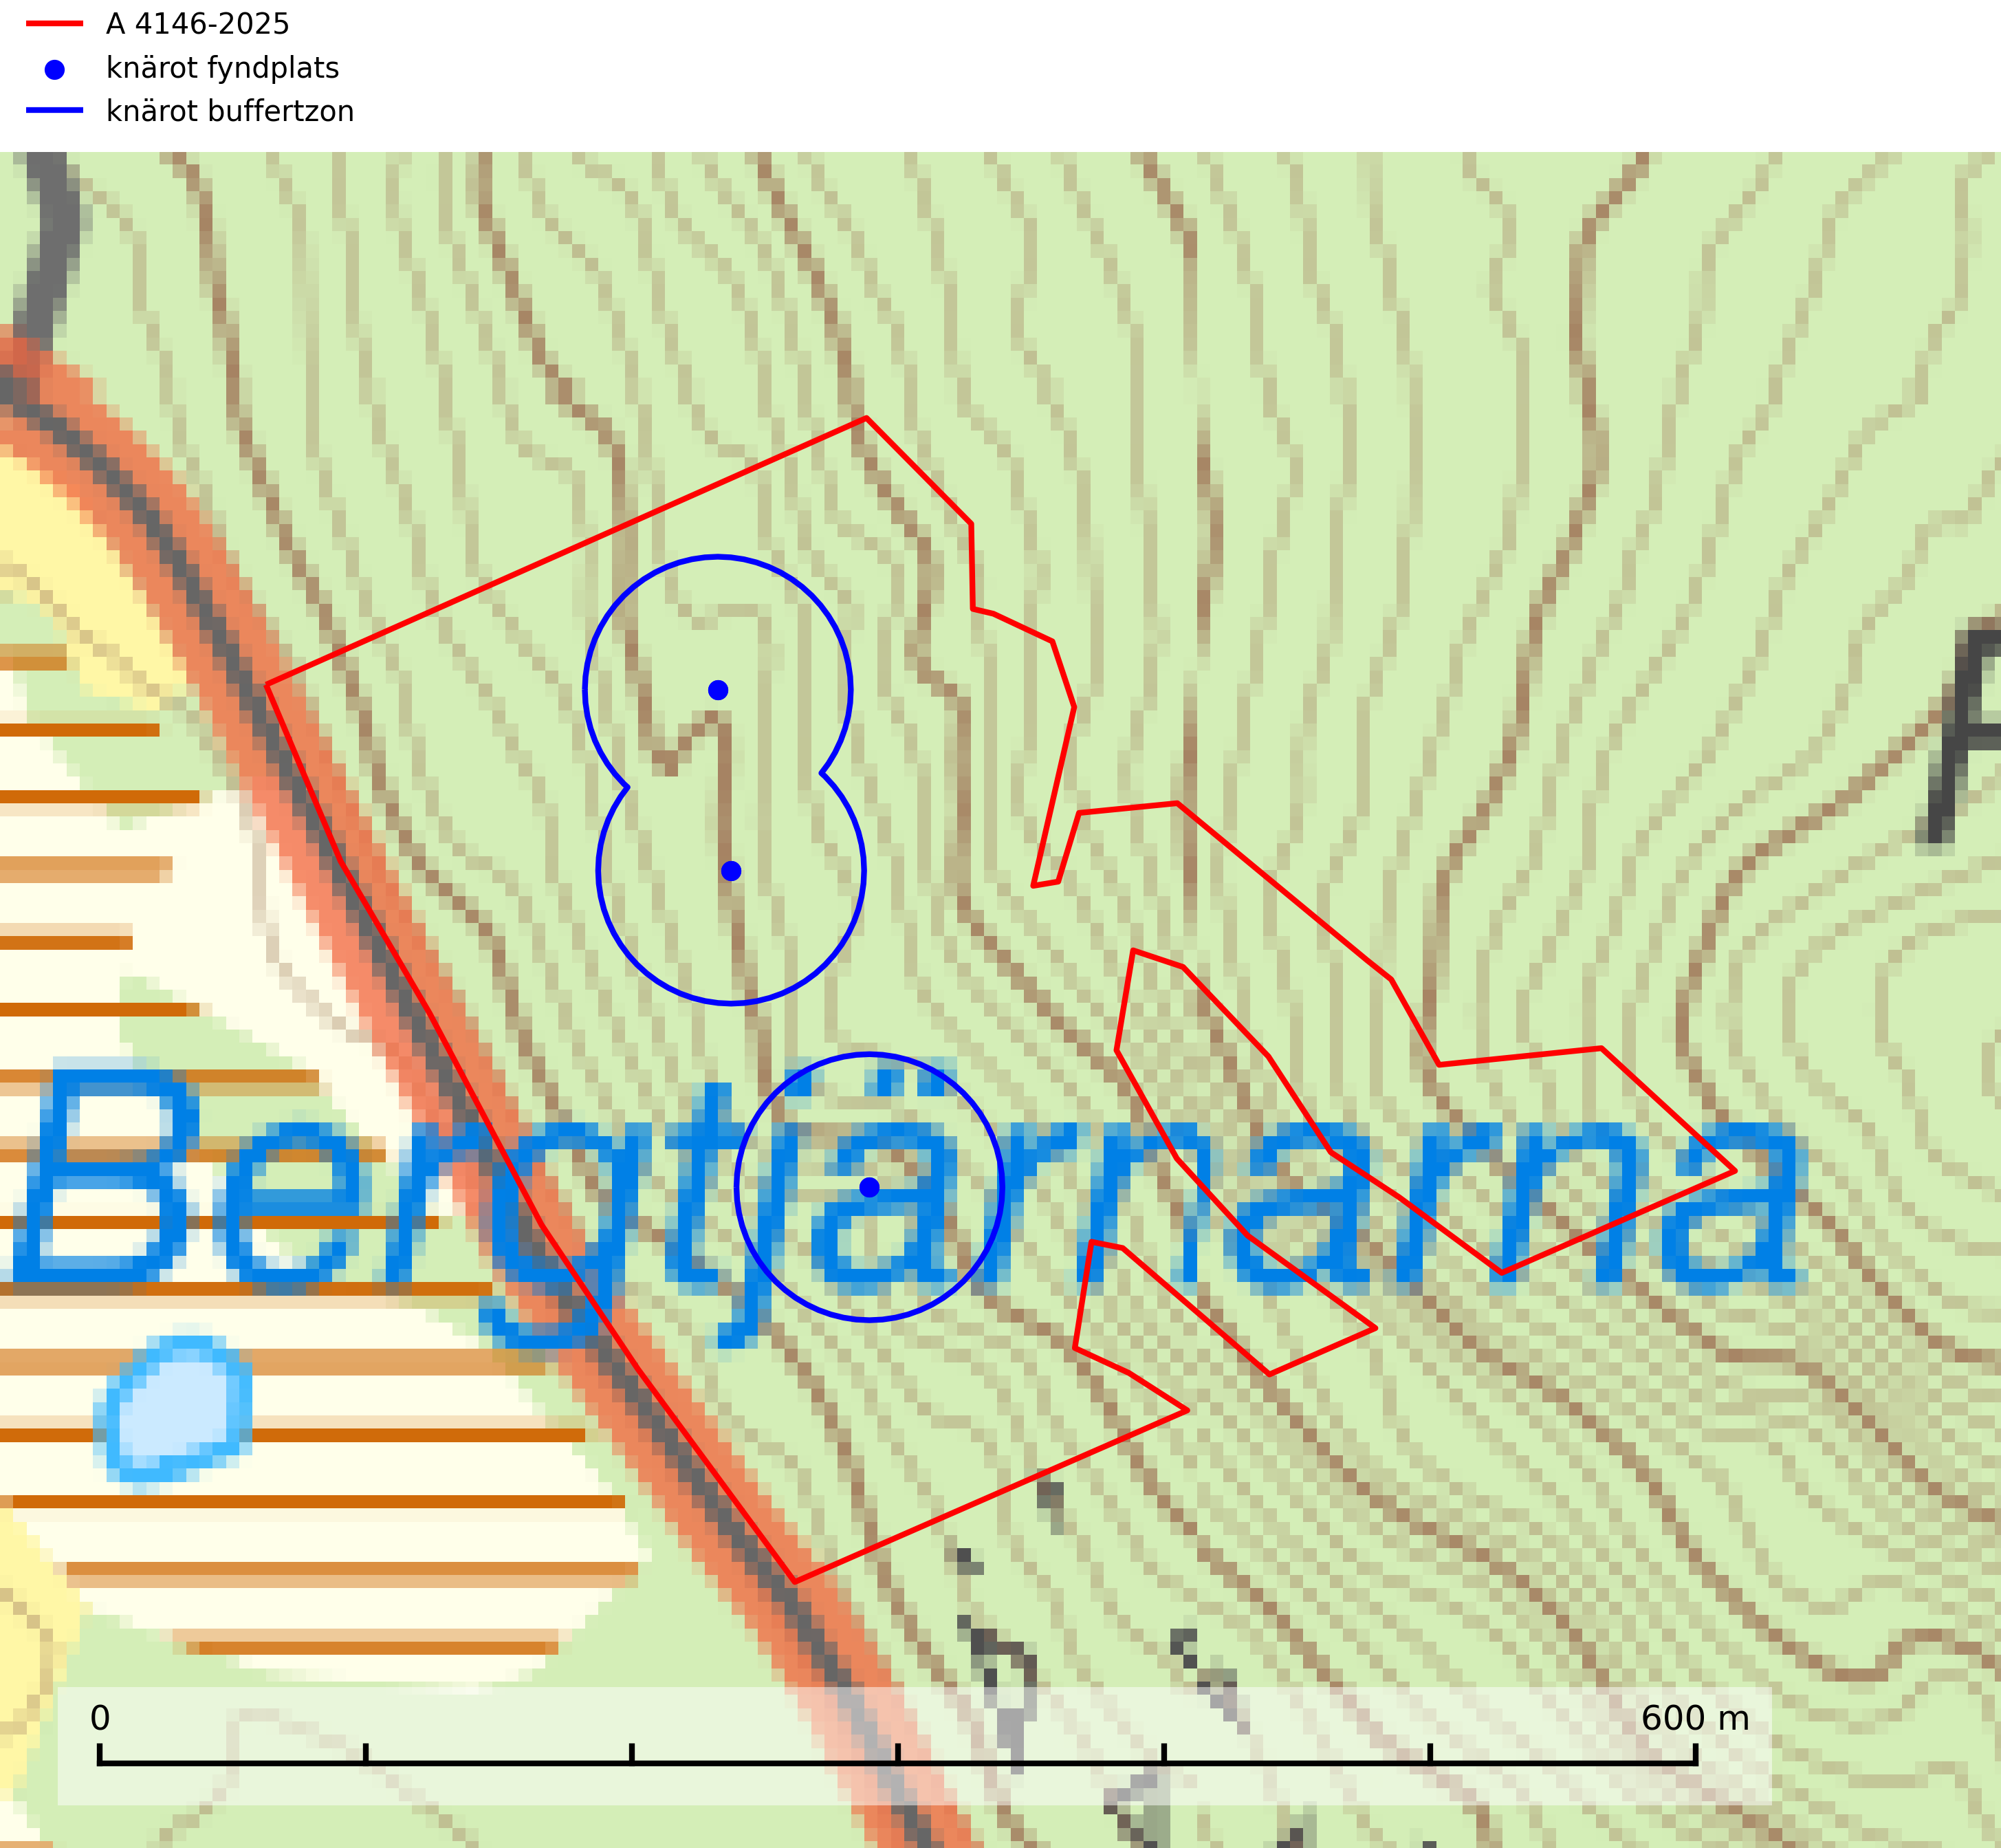 A 4146-2025
knärot fyndplats
knärot buffertzon
Bergtjärnarna
0 600 m